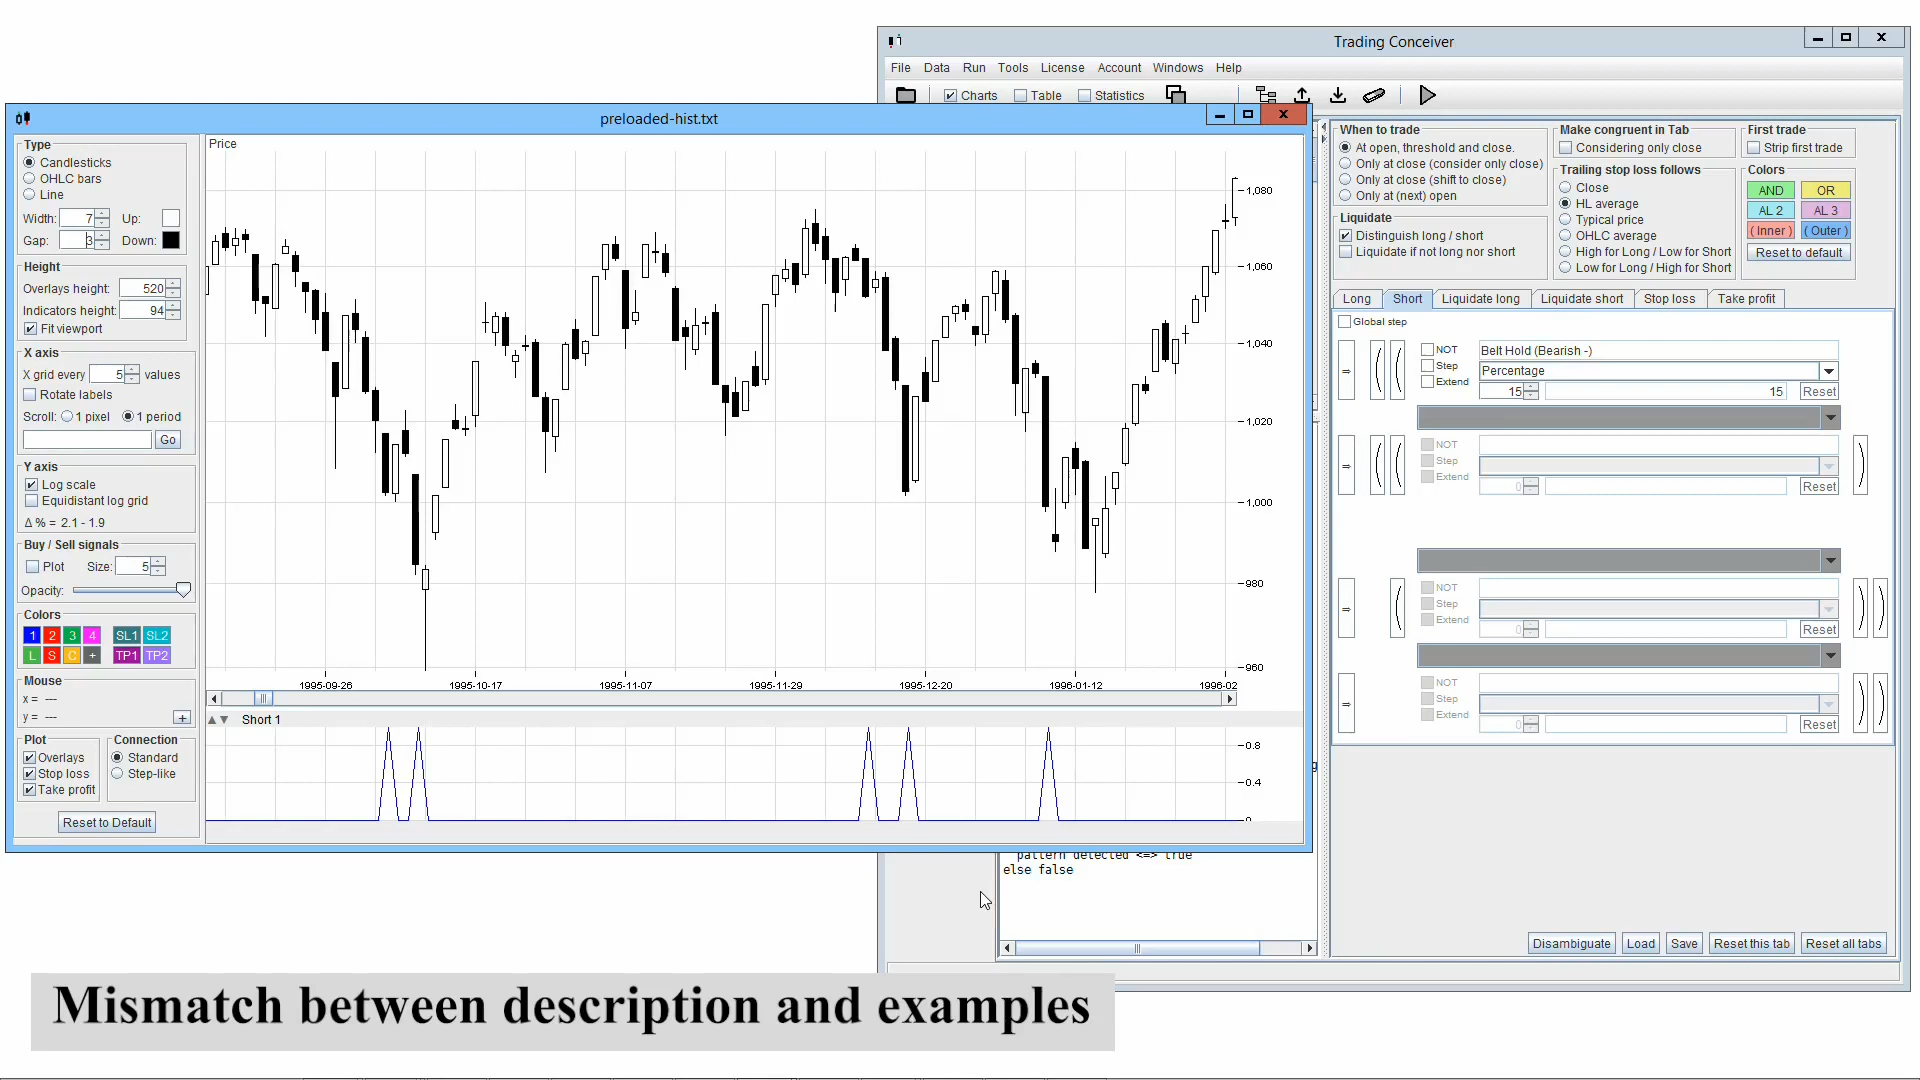 Trading Conceiver
File Data Run Tools License Account Windows Help
Charts Table Statistics
preloaded-hist.txt
Type
Candlesticks
OHLC bars
Line
Width: 7 Up:
Gap: 3 Down:
Height
Overlays height: 520
Indicators height: 94
Fit viewport
X axis
X grid every 5 values
Rotate labels
Scroll: 1 pixel 1 period
Go
Y axis
Log scale
Equidistant log grid
Δ % = 2.1 - 1.9
Buy / Sell signals
Plot Size: 5
Opacity:
Colors
1 2 3 4 SL1 SL2
L S C + TP1 TP2
Mouse
x = ---
y = --- +
Plot
Overlays
Stop loss
Take profit
Connection
Standard
Step-like
Reset to Default
Price
1,080
1,060
1,040
1,020
1,000
980
960
1995-09-26 1995-10-17 1995-11-07 1995-11-29 1995-12-20 1996-01-12 1996-02
Short 1
0.8
0.4
0
pattern detected <=> true
else false
When to trade
At open, threshold and close.
Only at close (consider only close)
Only at close (shift to close)
Only at (next) open
Liquidate
Distinguish long / short
Liquidate if not long nor short
Make congruent in Tab
Considering only close
Trailing stop loss follows
Close
HL average
Typical price
OHLC average
High for Long / Low for Short
Low for Long / High for Short
First trade
Strip first trade
Colors
AND OR
AL 2 AL 3
( Inner ) ( Outer )
Reset to default
Long Short Liquidate long Liquidate short Stop loss Take profit
Global step
NOT Belt Hold (Bearish -)
Step Percentage
Extend 15 15 Reset
NOT
Step
Extend 0 Reset
NOT
Step
Extend 0 Reset
NOT
Step
Extend 0 Reset
Disambiguate Load Save Reset this tab Reset all tabs
Mismatch between description and examples